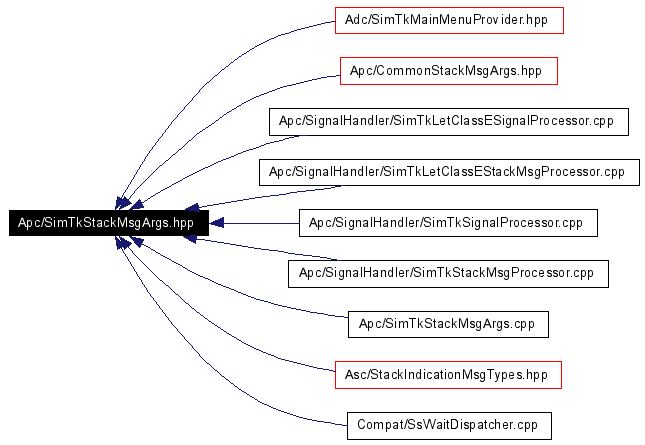 Adc/SimTkMainMenuProvider.hpp
Apc/CommonStackMsgArgs.hpp
Apc/SignalHandler/SimTkLetClassESignalProcessor.cpp
Apc/SignalHandler/SimTkLetClassEStackMsgProcessor.cpp
Apc/SimTkStackMsgArgs.hpp
Apc/SignalHandler/SimTkSignalProcessor.cpp
Apc/SignalHandler/SimTkStackMsgProcessor.cpp
Apc/SimTkStackMsgArgs.cpp
Asc/StackIndicationMsgTypes.hpp
Compat/SsWaitDispatcher.cpp